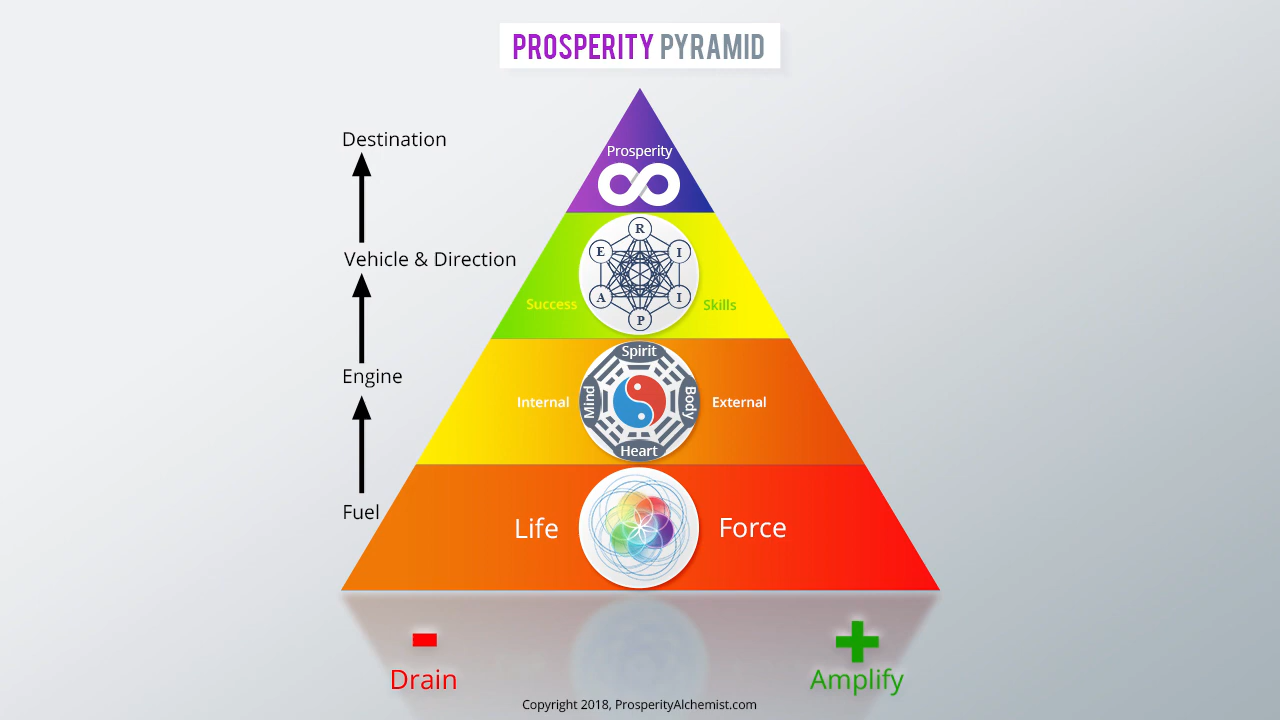 PROSPERITY PYRAMID
Destination
Prosperity
Vehicle & Direction
R
E
I
A
I
P
Success
Skills
Engine
Spirit
Mind
Body
Heart
Internal
External
Fuel
Life
Force
Drain
Amplify
Copyright 2018, ProsperityAlchemist.com